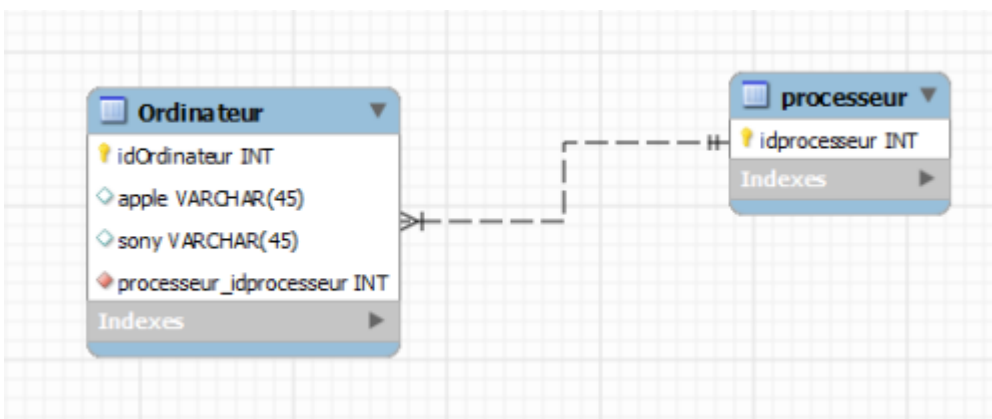 Ordinateur
idOrdinateur INT
apple VARCHAR(45)
sony VARCHAR(45)
processeur_idprocesseur INT
Indexes
processeur
idprocesseur INT
Indexes